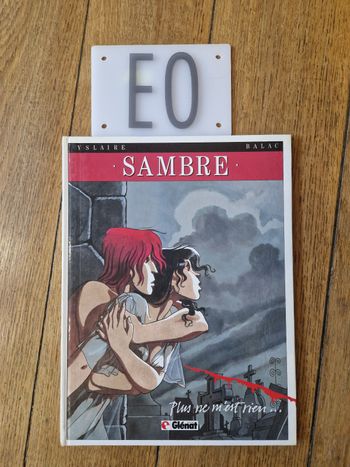 EO
YSLAIRE BALAC
· SAMBRE ·
Plus ne m'est rien...
Glénat